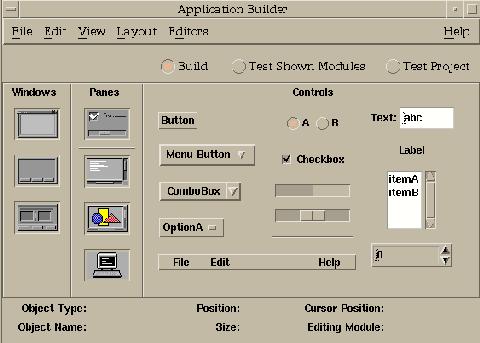 Application Builder
File Edit View Layout Editors Help
Build Test Shown Modules Test Project
Windows Panes Controls
Button A B Text: abc
Menu Button Checkbox Label
ComboBox itemA
itemB
OptionA
File Edit Help
Object Type: Position: Cursor Position:
Object Name: Size: Editing Module: